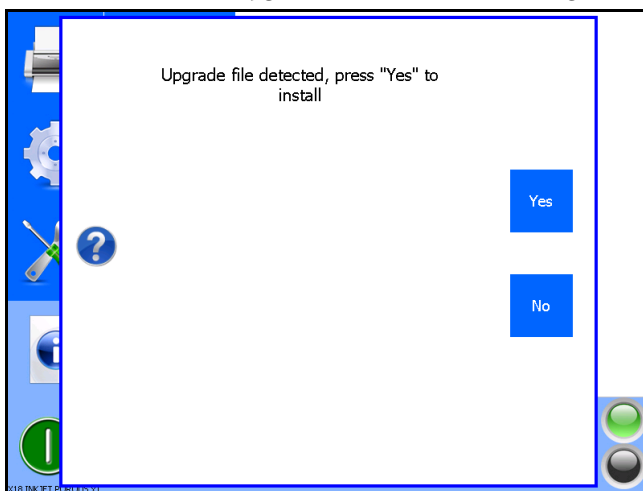 Upgrade file detected, press "Yes" to
install
Yes
No